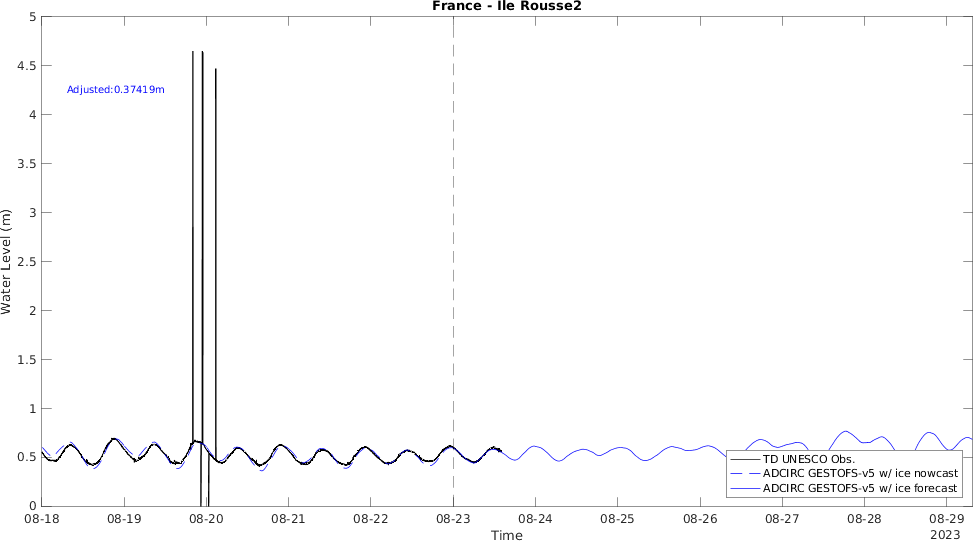 France - Ile Rousse2
Water Level (m)
5
4.5
4
3.5
3
2.5
2
1.5
1
0.5
0
Adjusted:0.37419m
TD UNESCO Obs.
ADCIRC GESTOFS-v5 w/ ice nowcast
ADCIRC GESTOFS-v5 w/ ice forecast
08-18 08-19 08-20 08-21 08-22 08-23 08-24 08-25 08-26 08-27 08-28 08-29
2023
Time